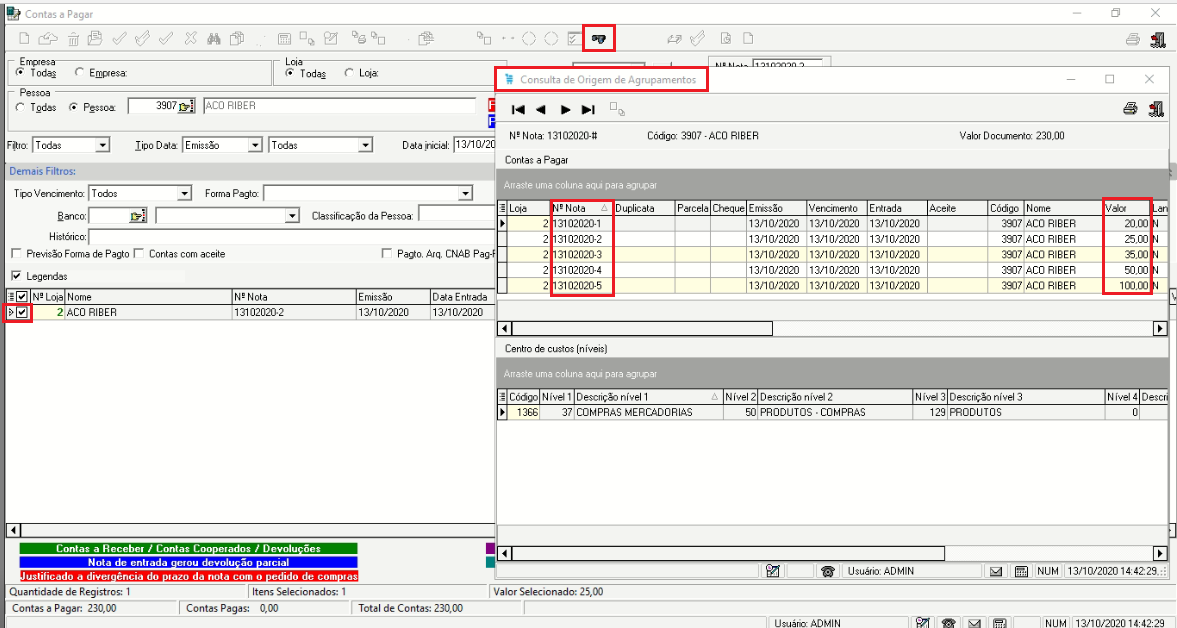 Contas a Pagar
Empresa
Todas
Empresa:
Loja
Todas
Loja:
Nº Nota 13102020-2
Pessoa
Todas
Pessoa:
3907
ACO RIBER
Filtro: Todas
Tipo Data: Emissão
Todas
Data inicial: 13/10/20
Demais Filtros:
Tipo Vencimento: Todos
Forma Pagto:
Banco:
Classificação da Pessoa:
Histórico:
Previsão Forma de Pagto
Contas com aceite
Pagto. Arq. CNAB Pag-F
Legendas
Nº Loja Nome Nº Nota Emissão Data Entrada
2 ACO RIBER 13102020-2 13/10/2020 13/10/2020
Contas a Receber / Contas Cooperados / Devoluções
Nota de entrada gerou devolução parcial
Justificado a divergência do prazo da nota com o pedido de compras
Quantidade de Registros: 1
Itens Selecionados: 1
Valor Selecionado: 25,00
Contas a Pagar: 230,00
Contas Pagas: 0,00
Total de Contas: 230,00
Usuário: ADMIN
NUM
13/10/2020 14:42:29
Consulta de Origem de Agrupamentos
Nº Nota: 13102020-#
Código: 3907 - ACO RIBER
Valor Documento: 230,00
Contas a Pagar
Arraste uma coluna aqui para agrupar
Loja Nº Nota Duplicata Parcela Cheque Emissão Vencimento Entrada Aceite Código Nome Valor Lan
2 13102020-1 13/10/2020 13/10/2020 13/10/2020 3907 ACO RIBER 20,00 N
2 13102020-2 13/10/2020 13/10/2020 13/10/2020 3907 ACO RIBER 25,00 N
2 13102020-3 13/10/2020 13/10/2020 13/10/2020 3907 ACO RIBER 35,00 N
2 13102020-4 13/10/2020 13/10/2020 13/10/2020 3907 ACO RIBER 50,00 N
2 13102020-5 13/10/2020 13/10/2020 13/10/2020 3907 ACO RIBER 100,00 N
Centro de custos (níveis)
Arraste uma coluna aqui para agrupar
Código Nível 1 Descrição nível 1 Nível 2 Descrição nível 2 Nível 3 Descrição nível 3 Nível 4 Descri
1366 37 COMPRAS MERCADORIAS 50 PRODUTOS - COMPRAS 129 PRODUTOS 0
Usuário: ADMIN
NUM
13/10/2020 14:42:29